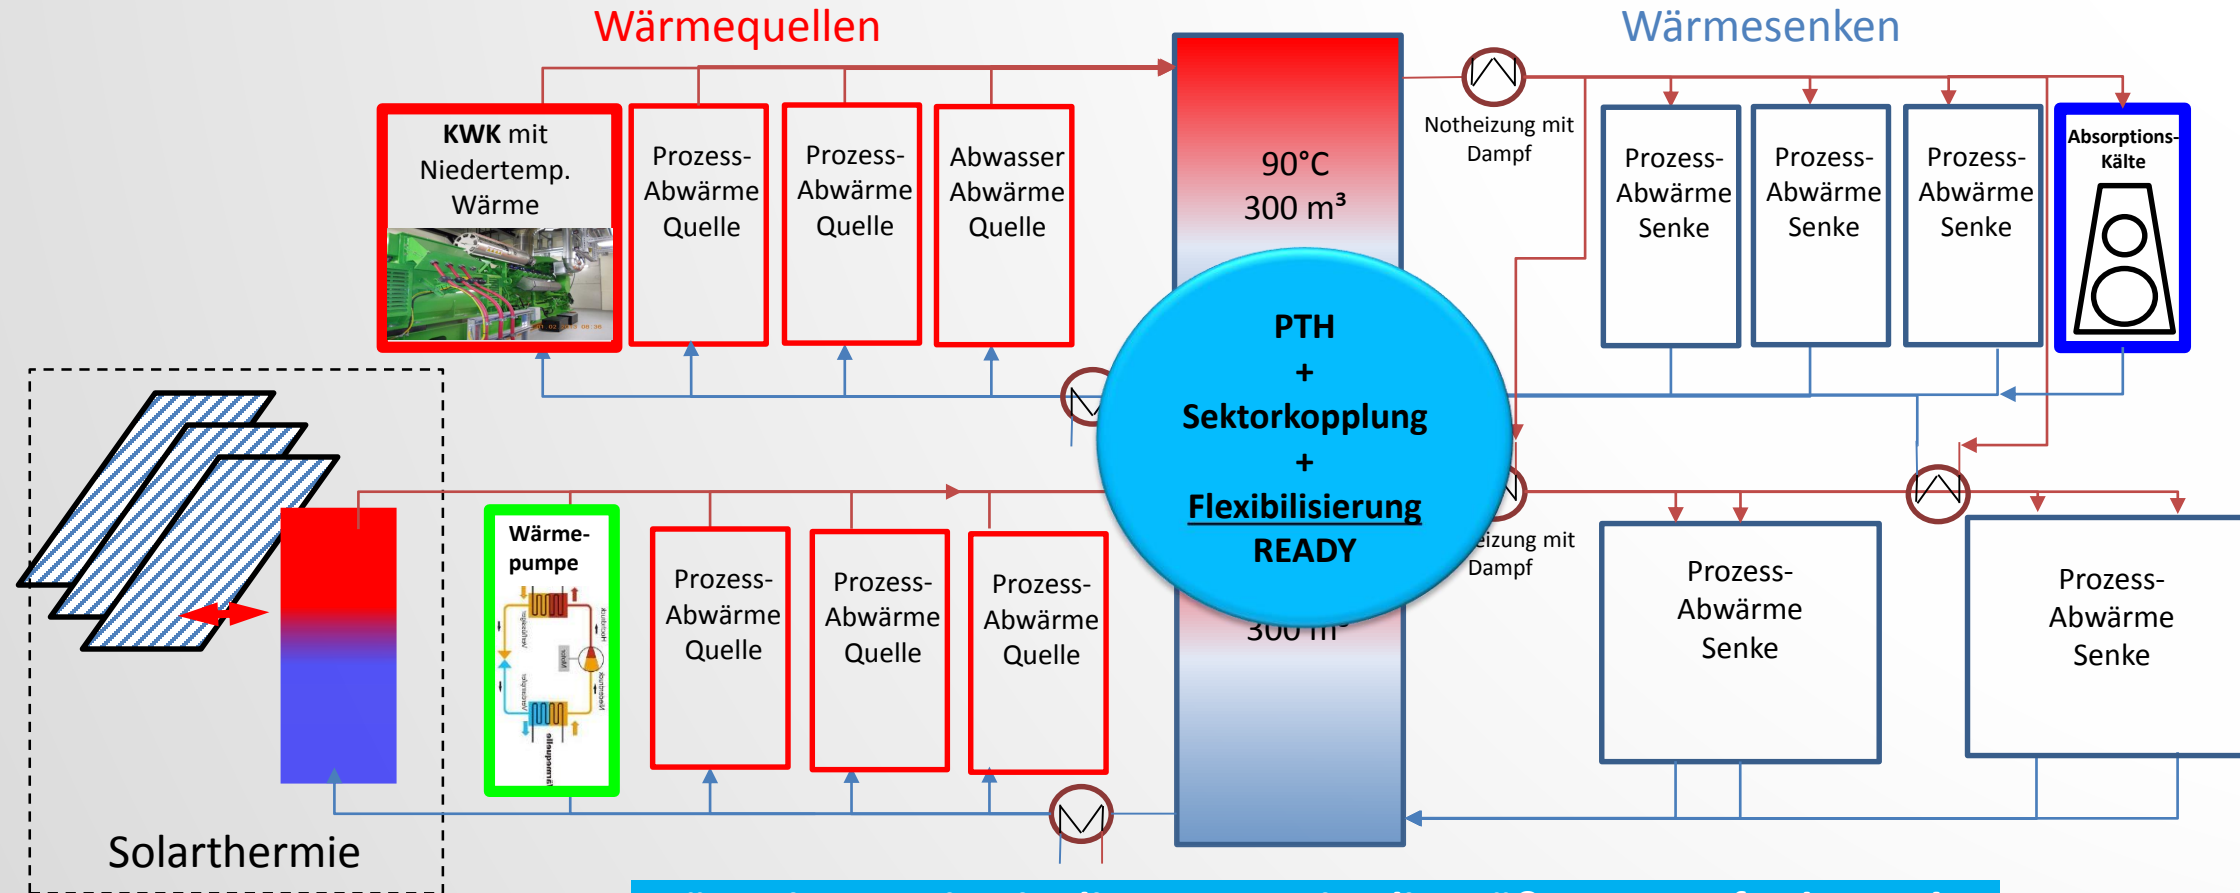 Wärmequellen
Wärmesenken
KWK mit
Niedertemp.
Wärme
Prozess-
Abwärme
Quelle
Prozess-
Abwärme
Quelle
Abwasser
Abwärme
Quelle
90°C
300 m³
Notheizung mit
Dampf
Prozess-
Abwärme
Senke
Prozess-
Abwärme
Senke
Prozess-
Abwärme
Senke
Absorptions-
Kälte
PTH
+
Sektorkopplung
+
Flexibilisierung
READY
Solarthermie
Wärme-
pumpe
Prozess-
Abwärme
Quelle
Prozess-
Abwärme
Quelle
Prozess-
Abwärme
Quelle
300 m³
eizung mit
Dampf
Prozess-
Abwärme
Senke
Prozess-
Abwärme
Senke